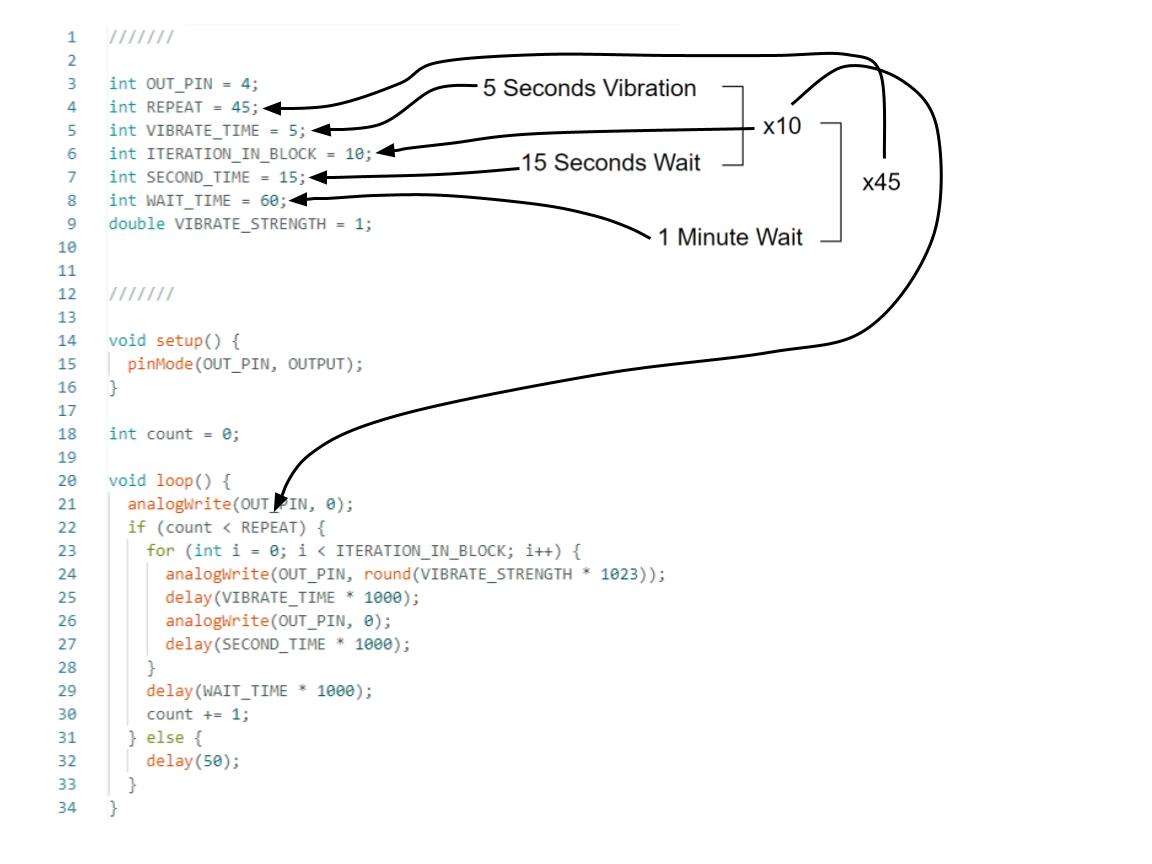 1 ///////
2
3 int OUT_PIN = 4;
4 int REPEAT = 45;
5 int VIBRATE_TIME = 5;
6 int ITERATION_IN_BLOCK = 10;
7 int SECOND_TIME = 15;
8 int WAIT_TIME = 60;
9 double VIBRATE_STRENGTH = 1;
10
11
12 ///////
13
14 void setup() {
15 pinMode(OUT_PIN, OUTPUT);
16 }
17
18 int count = 0;
19
20 void loop() {
21 analogWrite(OUT_PIN, 0);
22 if (count < REPEAT) {
23 for (int i = 0; i < ITERATION_IN_BLOCK; i++) {
24 analogWrite(OUT_PIN, round(VIBRATE_STRENGTH * 1023));
25 delay(VIBRATE_TIME * 1000);
26 analogWrite(OUT_PIN, 0);
27 delay(SECOND_TIME * 1000);
28 }
29 delay(WAIT_TIME * 1000);
30 count += 1;
31 } else {
32 delay(50);
33 }
34 }
5 Seconds Vibration
x10
15 Seconds Wait
x45
1 Minute Wait